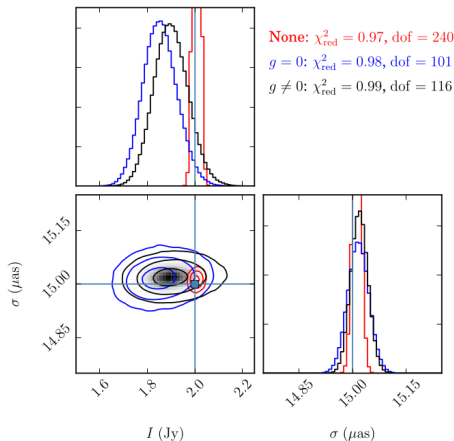 None: χ²red = 0.97, dof = 240
g = 0: χ²red = 0.98, dof = 101
g ≠ 0: χ²red = 0.99, dof = 116
σ (μas)
15.15
15.00
14.85
1.6 1.8 2.0 2.2
I (Jy)
14.85 15.00 15.15
σ (μas)